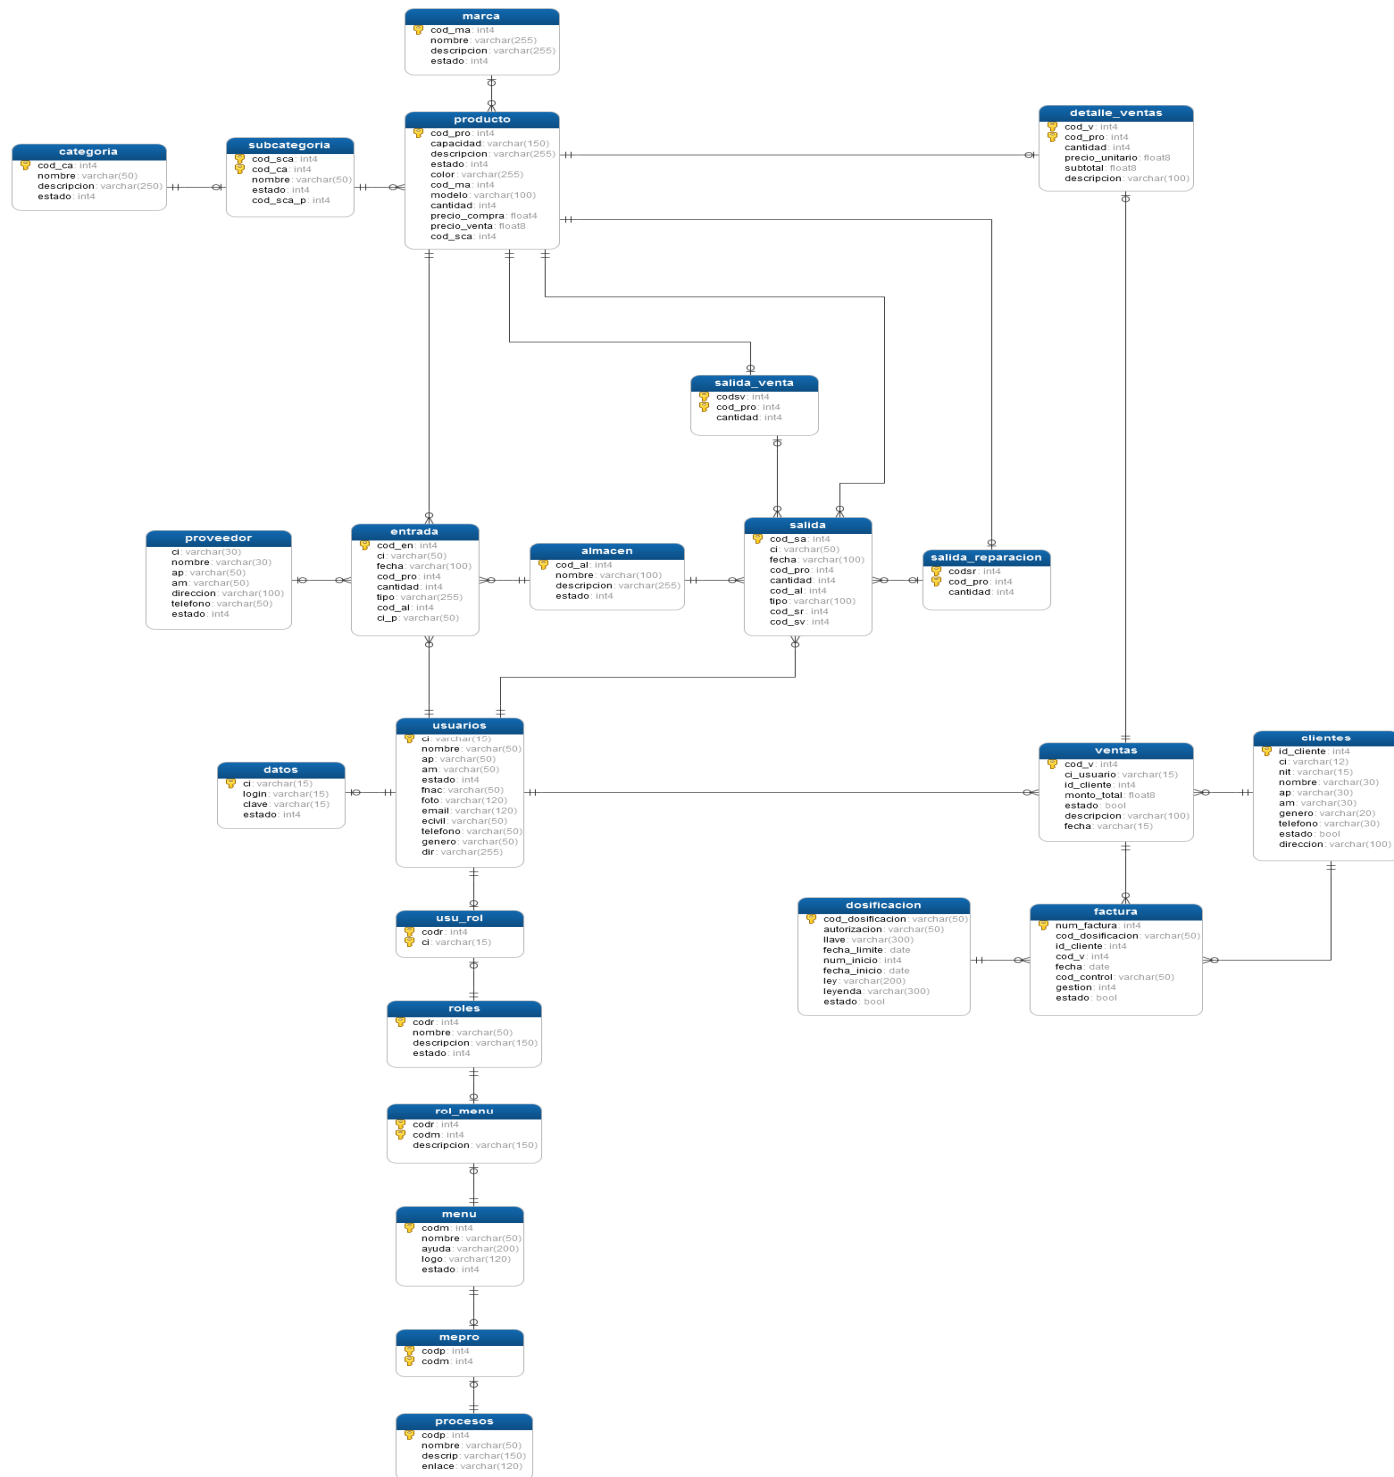 marca
cod_ma: int4
nombre: varchar(255)
descripcion: varchar(255)
estado: int4
producto
cod_pro: int4
capacidad: varchar(150)
descripcion: varchar(255)
estado: int4
color: varchar(255)
cod_ma: int4
modelo: varchar(100)
cantidad: int4
precio_compra: float4
precio_venta: float8
cod_sca: int4
detalle_ventas
cod_v: int4
cod_pro: int4
cantidad: int4
precio_unitario: float8
subtotal: float8
descripcion: varchar(100)
categoria
cod_ca: int4
nombre: varchar(50)
descripcion: varchar(250)
estado: int4
subcategoria
cod_sca: int4
cod_ca: int4
nombre: varchar(50)
estado: int4
cod_sca_p: int4
salida_venta
codsv: int4
cod_pro: int4
cantidad: int4
proveedor
ci: varchar(30)
nombre: varchar(30)
ap: varchar(50)
am: varchar(50)
direccion: varchar(100)
telefono: varchar(50)
estado: int4
entrada
cod_en: int4
ci: varchar(50)
fecha: varchar(100)
cod_pro: int4
cantidad: int4
tipo: varchar(255)
cod_al: int4
ci_p: varchar(50)
almacen
cod_al: int4
nombre: varchar(100)
descripcion: varchar(255)
estado: int4
salida
cod_sa: int4
ci: varchar(50)
fecha: varchar(100)
cod_pro: int4
cantidad: int4
cod_al: int4
tipo: varchar(100)
cod_sr: int4
cod_sv: int4
salida_reparacion
codsr: int4
cod_pro: int4
cantidad: int4
usuarios
ci: varchar(15)
nombre: varchar(50)
ap: varchar(50)
am: varchar(50)
estado: int4
fnac: varchar(50)
foto: varchar(120)
email: varchar(120)
ecivil: varchar(50)
telefono: varchar(50)
genero: varchar(50)
dir: varchar(255)
datos
ci: varchar(15)
login: varchar(15)
clave: varchar(15)
estado: int4
ventas
cod_v: int4
ci_usuario: varchar(15)
id_cliente: int4
monto_total: float8
estado: bool
descripcion: varchar(100)
fecha: varchar(15)
clientes
id_cliente: int4
ci: varchar(12)
nit: varchar(15)
nombre: varchar(30)
ap: varchar(30)
am: varchar(30)
genero: varchar(20)
telefono: varchar(30)
estado: bool
direccion: varchar(100)
usu_rol
codr: int4
ci: varchar(15)
dosificacion
cod_dosificacion: varchar(50)
autorizacion: varchar(50)
llave: varchar(300)
fecha_limite: date
num_inicio: int4
fecha_inicio: date
ley: varchar(200)
leyenda: varchar(300)
estado: bool
factura
num_factura: int4
cod_dosificacion: varchar(50)
id_cliente: int4
cod_v: int4
fecha: date
cod_control: varchar(50)
gestion: int4
estado: bool
roles
codr: int4
nombre: varchar(50)
descripcion: varchar(150)
estado: int4
rol_menu
codr: int4
codm: int4
descripcion: varchar(150)
menu
codm: int4
nombre: varchar(50)
ayuda: varchar(200)
logo: varchar(120)
estado: int4
mepro
codp: int4
codm: int4
procesos
codp: int4
nombre: varchar(50)
descrip: varchar(150)
enlace: varchar(120)